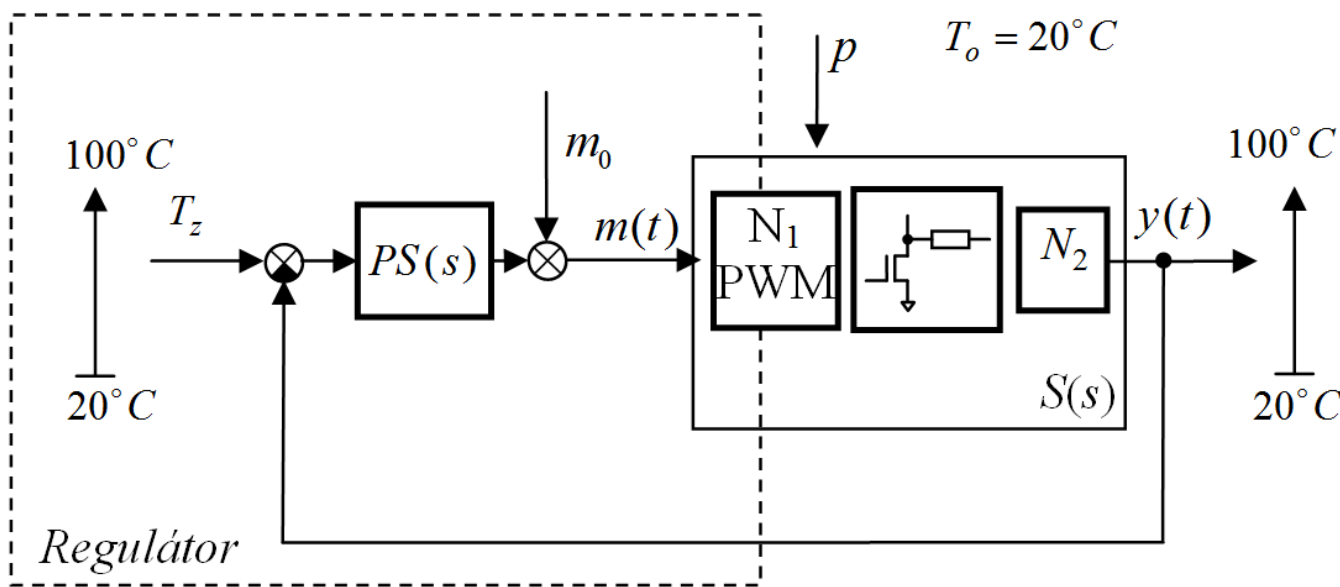 p
T_o = 20°C
100°C
T_z
20°C
PS(s)
m_0
m(t)
N_1
PWM
N_2
S(s)
y(t)
100°C
20°C
Regulátor